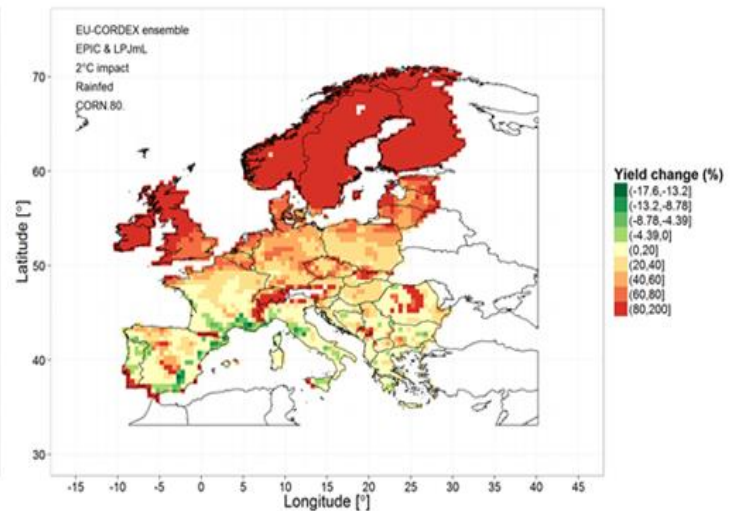 EU-CORDEX ensemble
EPIC & LPJmL
2°C impact
Rainfed
CORN.80.
70
60
50
40
30
Latitude [°]
-15 -10 -5 0 5 10 15 20 25 30 35 40 45
Longitude [°]
Yield change (%)
(-17.6,-13.2]
(-13.2,-8.78]
(-8.78,-4.39]
(-4.39,0]
(0,20]
(20,40]
(40,60]
(60,80]
(80,200]